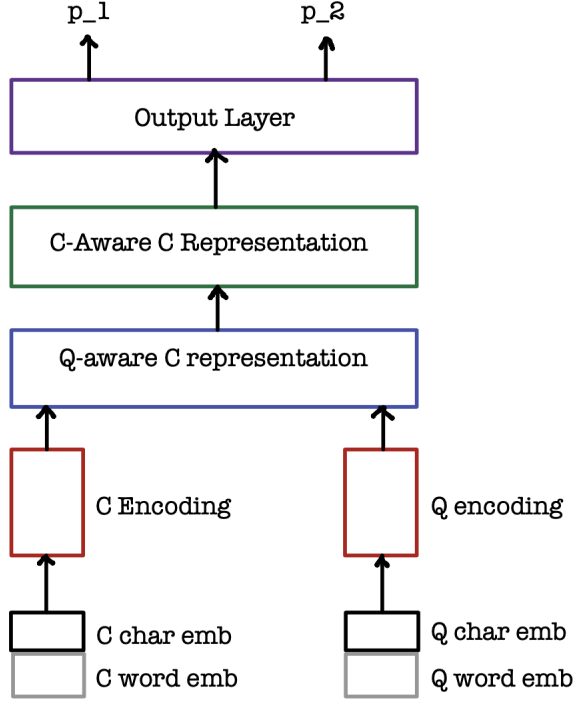 p_1
p_2
Output Layer
C-Aware C Representation
Q-aware C representation
C Encoding
Q encoding
C char emb
Q char emb
C word emb
Q word emb